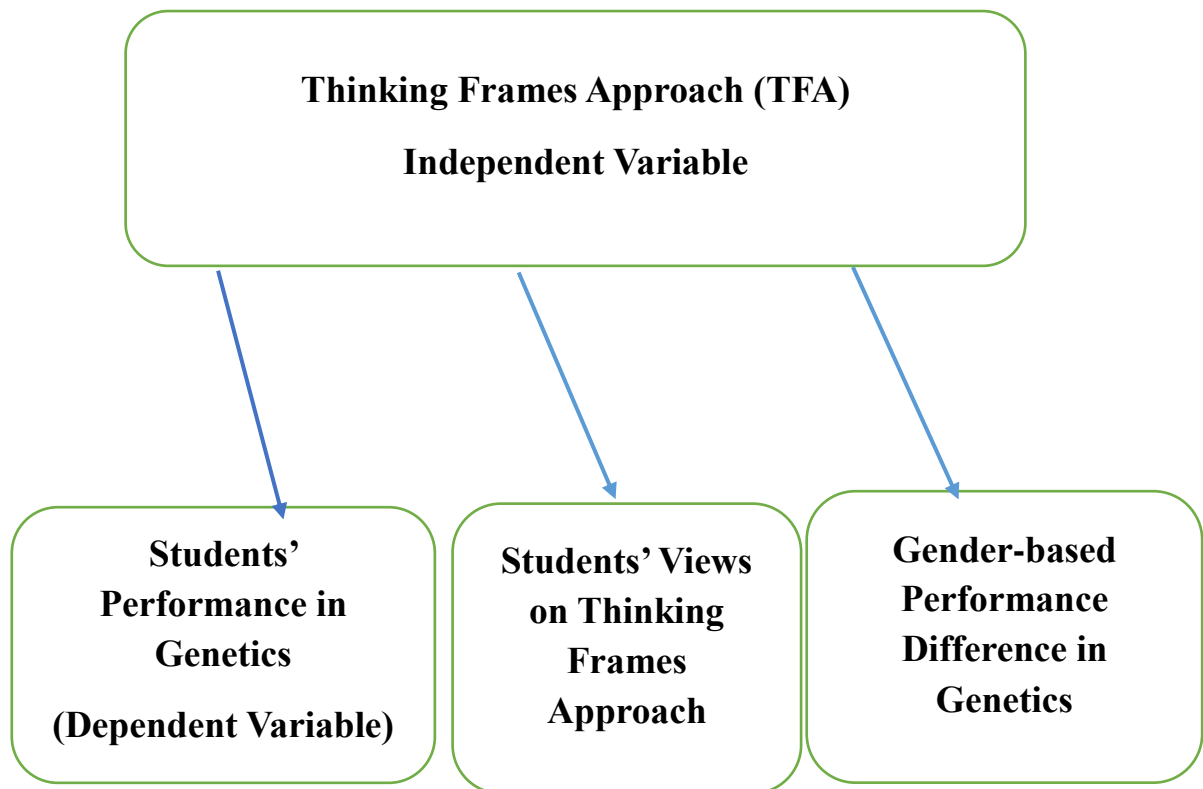 Thinking Frames Approach (TFA)
Independent Variable
Students’
Performance in
Genetics
(Dependent Variable)
Students’ Views
on Thinking
Frames
Approach
Gender-based
Performance
Difference in
Genetics